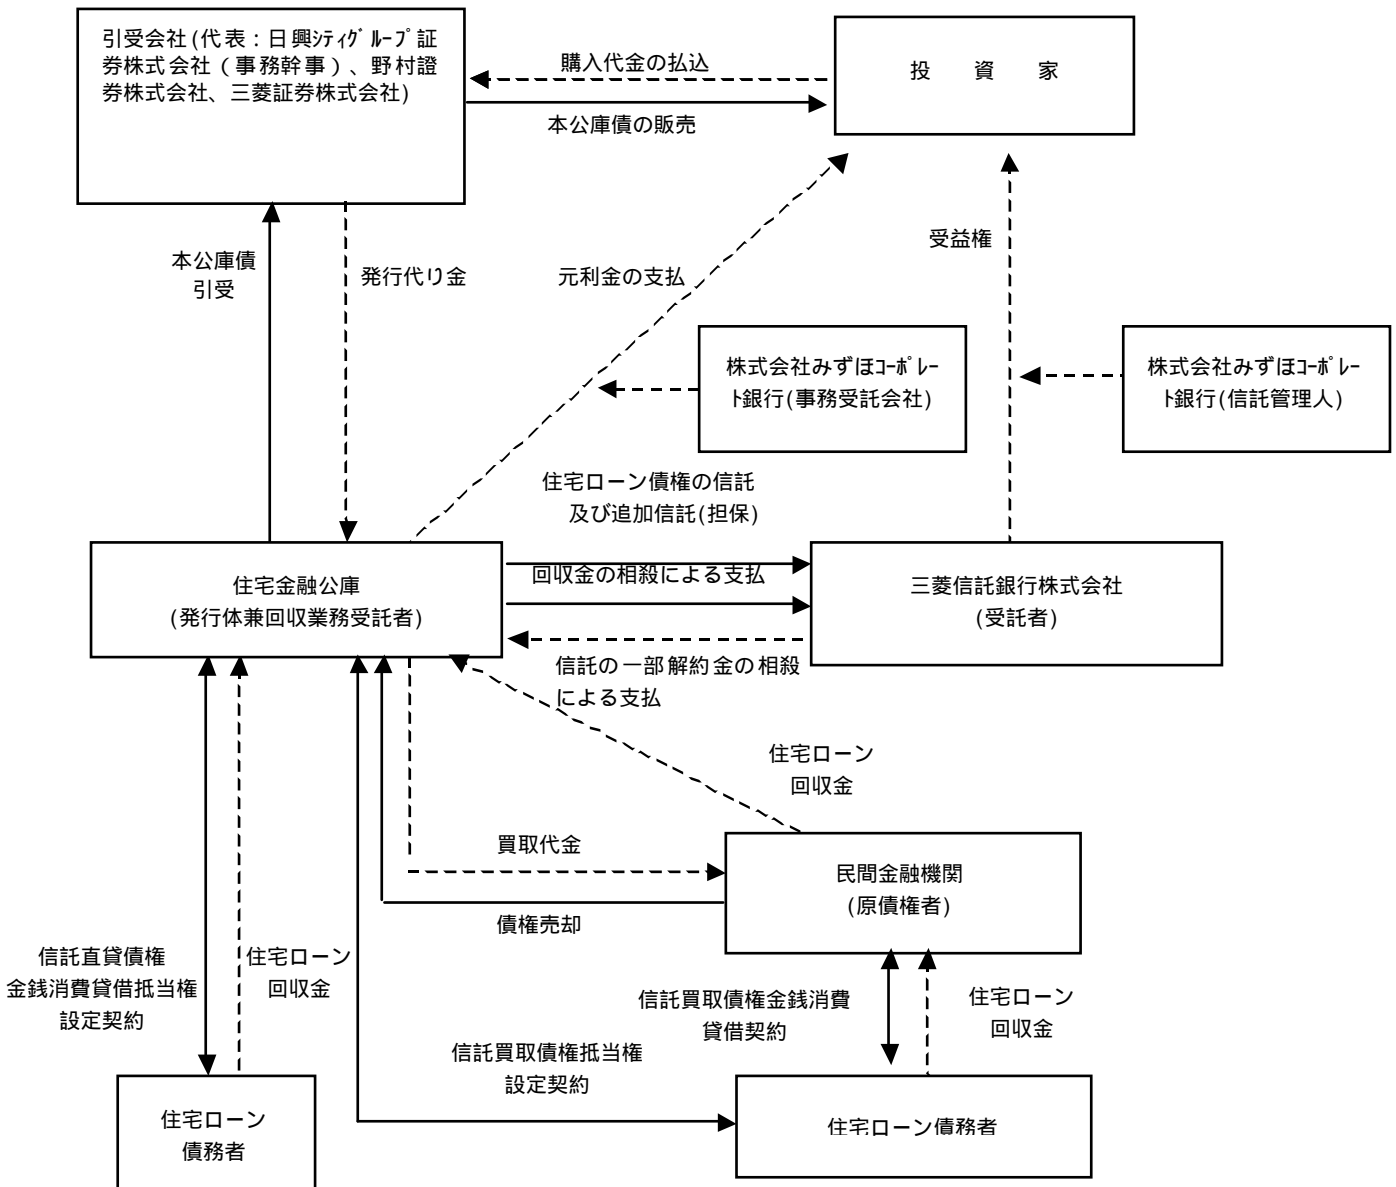 引受会社(代表：日興ｼﾃｨｸﾞﾙｰﾌﾟ証
券株式会社（事務幹事）、野村證
券株式会社、三菱証券株式会社)
購入代金の払込
投　資　家
本公庫債の販売
受益権
本公庫債
引受
発行代り金
元利金の支払
株式会社みずほｺｰﾎﾟﾚｰ
ﾄ銀行(事務受託会社)
株式会社みずほｺｰﾎﾟﾚｰ
ﾄ銀行(信託管理人)
住宅ローン債権の信託
及び追加信託(担保)
住宅金融公庫
(発行体兼回収業務受託者)
回収金の相殺による支払
三菱信託銀行株式会社
(受託者)
信託の一部解約金の相殺
による支払
住宅ローン
回収金
買取代金
民間金融機関
(原債権者)
債権売却
信託直貸債権
金銭消費貸借抵当権
設定契約
住宅ローン
回収金
信託買取債権金銭消費
貸借契約
住宅ローン
回収金
信託買取債権抵当権
設定契約
住宅ローン
債務者
住宅ローン債務者